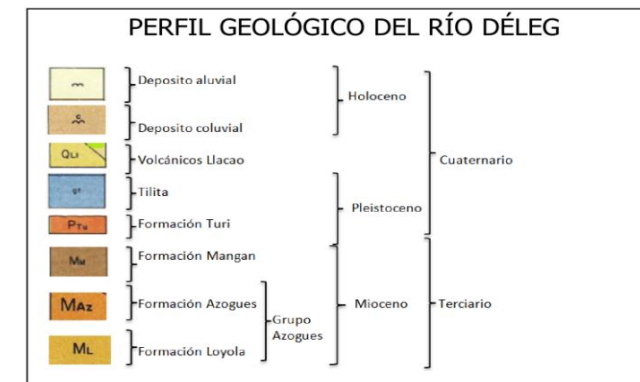 PERFIL GEOLÓGICO DEL RÍO DÉLEG
Deposito aluvial
Holoceno
Deposito coluvial
QLl
Volcánicos Llacao
Cuaternario
Tilita
Pleistoceno
PTu
Formación Turi
MM
Formación Mangan
MAz
Formación Azogues
Mioceno
Terciario
Grupo
Azogues
ML
Formación Loyola